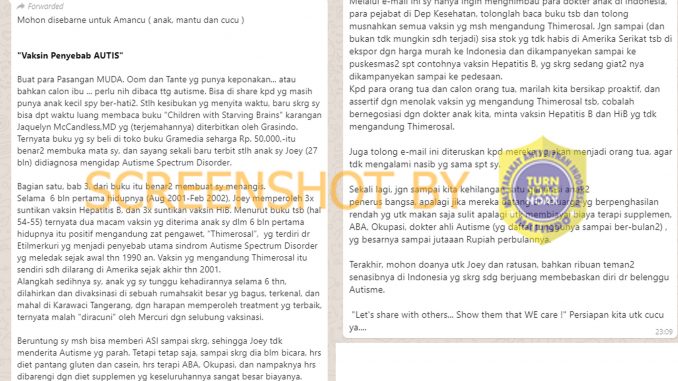 Forwarded
Mohon disebarne untuk Amancu ( anak, mantu dan cucu )
"Vaksin Penyebab AUTIS"
Buat para Pasangan MUDA. Oom dan Tante yg punya keponakan... atau
bahkan calon ibu ... perlu nih dibaca ttg autisme. Bisa di share kpd yg masih
punya anak kecil spy ber-hati2. Stlh kesibukan yg menyita waktu, baru skrg sy
bisa dpt waktu luang membaca buku "Children with Starving Brains" karangan
Jaquelyn McCandless,MD yg (terjemahannya) diterbitkan oleh Grasindo.
Ternyata buku yg sy beli di toko buku Gramedia seharga Rp. 50.000,-itu
benar2 membuka mata sy, dan sayang sekali baru terbit stlh anak sy Joey (27
bln) didiagnosa mengidap Autisme Spectrum Disorder.
Bagian satu, bab 3, dari buku itu benar2 membuat sy menangis.
Selama 6 bln pertama hidupnya (Aug 2001-Feb 2002), Joey memperoleh 3x
suntikan vaksin Hepatitis B, dan 3x suntikan vaksin HiB. Menurut buku tsb (hal
54-55) ternyata dua macam vaksin yg diterima anak sy dlm 6 bln pertama
hidupnya itu positif mengandung zat pengawet, "Thimerosal", yg terdiri dr
Etilmerkuri yg menjadi penyebab utama sindrom Autisme Spectrum Disorder
yg meledak sejak awal thn 1990 an. Vaksin yg mengandung Thimerosal itu
sendiri sdh dilarang di Amerika sejak akhir thn 2001.
Alangkah sedihnya sy, anak yg sy tunggu kehadirannya selama 6 thn,
dilahirkan dan divaksinasi di sebuah rumahsakit besar yg bagus, terkenal, dan
mahal di Karawaci Tangerang, dgn harapan memperoleh treatment yg terbaik,
ternyata malah "diracuni" oleh Mercuri dgn selubung vaksinasi.
Beruntung sy msh bisa memberi ASI sampai skrg, sehingga Joey tdk
menderita Autisme yg parah. Tetapi tetap saja, sampai skrg dia blm bicara, hrs
diet pantang gluten dan casein, hrs terapi ABA, Okupasi, dan nampaknya hrs
dibarengi dgn diet supplemen yg keseluruhannya sangat besar biayanya.
Melalui e-mail ini sy hanya ingin menghimbau para dokter anak di Indonesia,
para pejabat di Dep Kesehatan, tolonglah baca buku tsb dan tolong
musnahkan semua vaksin yg msh mengandung Thimerosal. Jgn sampai (dan
bukan tdk mungkin sdh terjadi) sisa stok yg tdk habis di Amerika Serikat tsb di
ekspor dgn harga murah ke Indonesia dan dikampanyekan sampai ke
puskesmas2 spt contohnya vaksin Hepatitis B, yg skrg sedang giat2 nya
dikampanyekan sampai ke pedesaan.
Kpd para orang tua dan calon orang tua, marilah kita bersikap proaktif, dan
assertif dgn menolak vaksin yg mengandung Thimerosal tsb, cobalah
bernegosiasi dgn dokter anak kita, minta vaksin Hepatitis B dan HiB yg tdk
mengandung Thimerosal.
Juga tolong e-mail ini diteruskan kpd mereka akan menjadi orang tua, agar
tdk mengalami nasib yg sama spt sy.
Sekali lagi, jgn sampai kita kehilangan anak2
penerus bangsa, apalagi jika mereka dari keluarga yg berpenghasilan
rendah yg utk makan saja sulit apalagi utk membiayai biaya terapi supplemen,
ABA, Okupasi, dokter ahli Autisme (yg daftar tunggunya sampai ber-bulan2) ,
yg besarnya sampai jutaaan Rupiah perbulannya.
Terakhir, mohon doanya utk Joey dan ratusan, bahkan ribuan teman2
senasibnya di Indonesia yg skrg sdg berjuang membebaskan diri dr belenggu
Autisme.
"Let's share with others... Show them that WE care !" Persiapan kita utk cucu
ya....
23:09
SCREENSHOT BY
TURN
BACK
HOAX